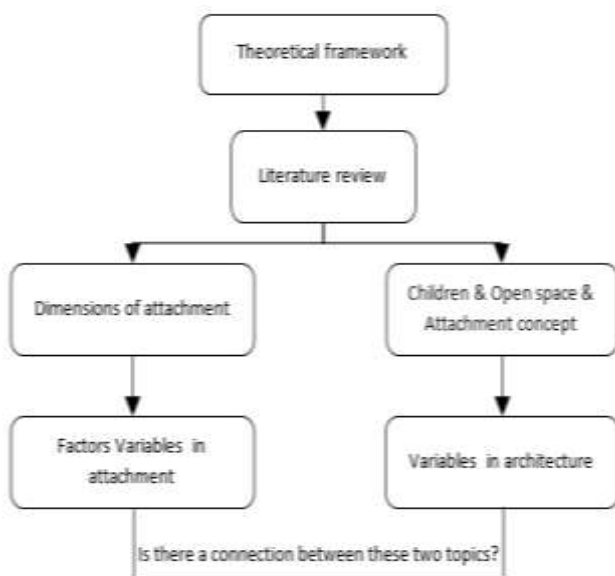 Theoretical framework
Literature review
Dimensions of attachment
Children & Open space &
Attachment concept
Factors Variables in
attachment
Variables in architecture
Is there a connection between these two topics?